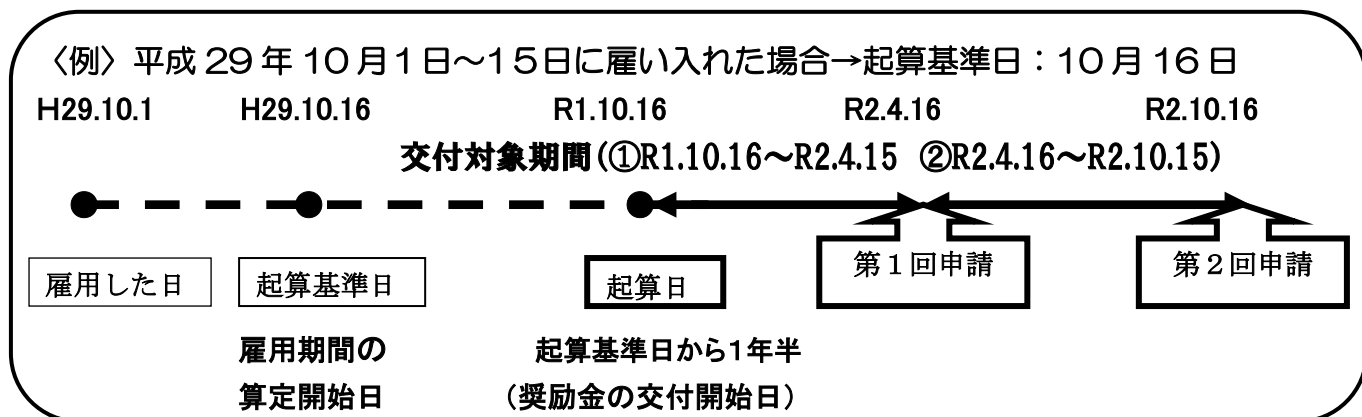 〈例〉平成29年10月1日～15日に雇い入れた場合→起算基準日：10月16日
H29.10.1 H29.10.16 R1.10.16 R2.4.16 R2.10.16
交付対象期間(①R1.10.16～R2.4.15 ②R2.4.16～R2.10.15)
雇用した日 起算基準日 起算日 第１回申請 第２回申請
雇用期間の 起算基準日から1年半
算定開始日 （奨励金の交付開始日）